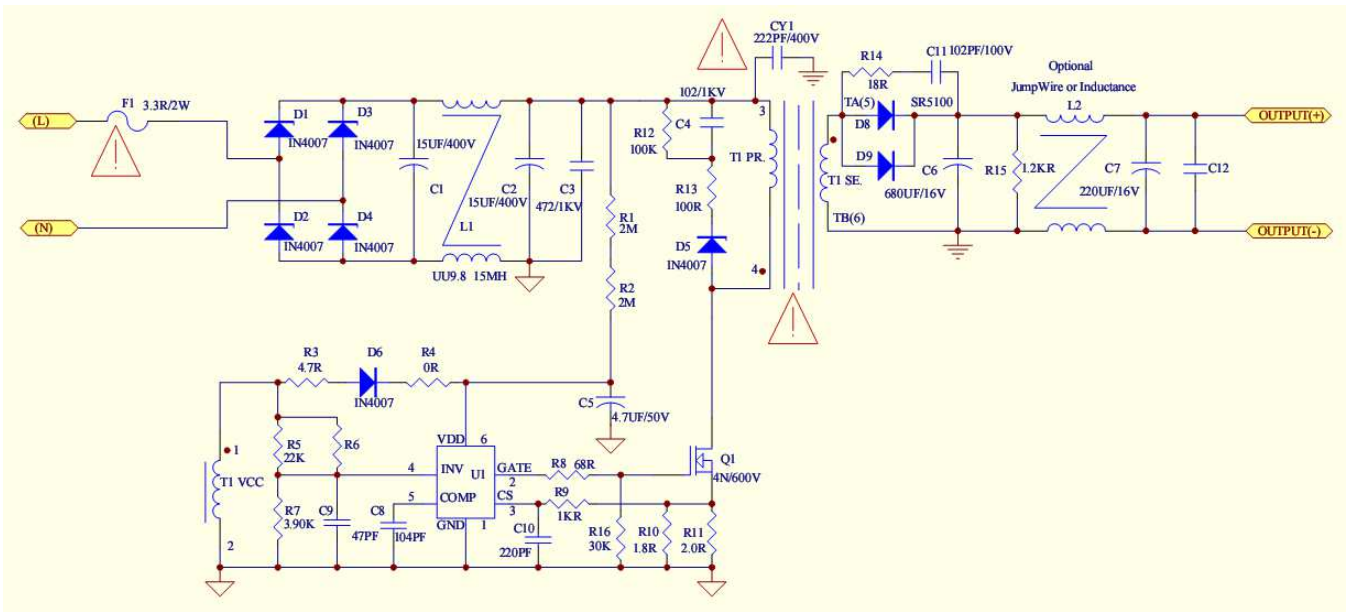 CY1
222PF/400V
C11 102PF/100V
R14
18R
Optional
JumpWire or Inductance
F1 3.3R/2W
(L)
D1
D3
IN4007
IN4007
102/1KV
C4
R12
100K
3
TA(5)
SR5100
D8
L2
OUTPUT(+)
15UF/400V
C1
C2
15UF/400V
C3
472/1KV
T1 PR.
D9
T1 SE.
C6
680UF/16V
R15
1.2KR
C7
220UF/16V
C12
R13
100R
(N)
D2
D4
IN4007
IN4007
L1
UU9.8 15MH
R1
2M
D5
IN4007
4
TB(6)
OUTPUT(-)
R2
2M
R3
4.7R
D6
IN4007
R4
0R
C5
4.7UF/50V
VDD 6
1
R5
22K
R6
4
INV
U1
GATE
2
R8 68R
Q1
4N/600V
T1 VCC
5
COMP
CS
3
R9
1KR
R7
3.90K
C9
47PF
C8
104PF
GND 1
C10
220PF
R16
30K
R10
1.8R
R11
2.0R
2